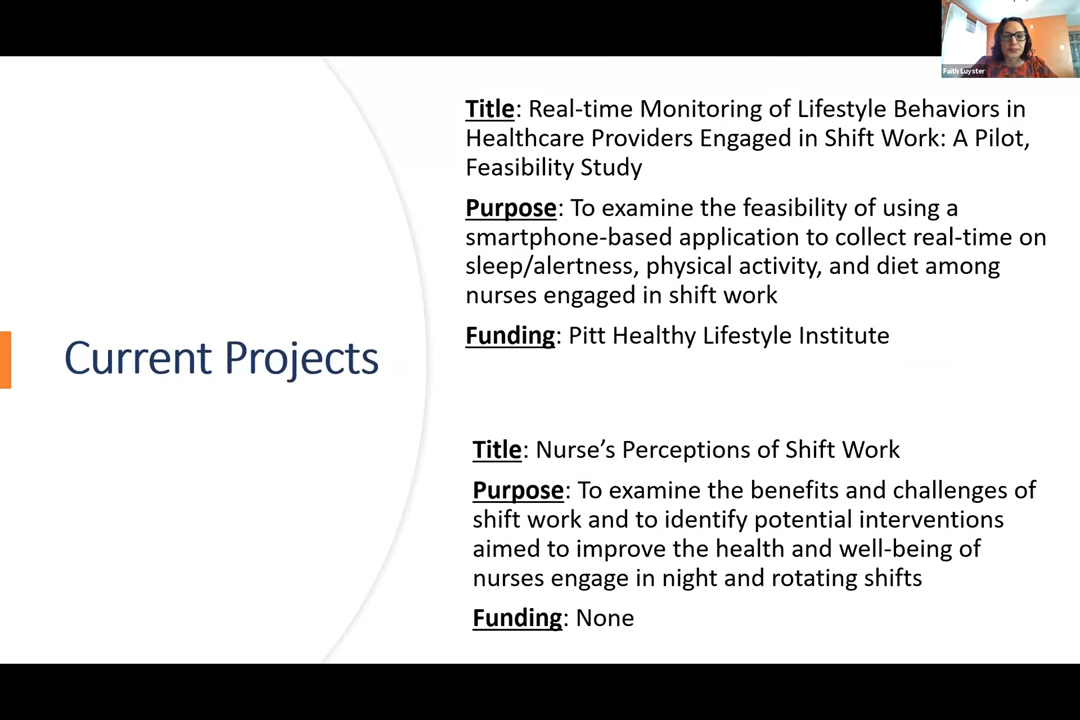 Faith Luyster
Title: Real-time Monitoring of Lifestyle Behaviors in
Healthcare Providers Engaged in Shift Work: A Pilot,
Feasibility Study
Purpose: To examine the feasibility of using a
smartphone-based application to collect real-time on
sleep/alertness, physical activity, and diet among
nurses engaged in shift work
Funding: Pitt Healthy Lifestyle Institute
Current Projects
Title: Nurse’s Perceptions of Shift Work
Purpose: To examine the benefits and challenges of
shift work and to identify potential interventions
aimed to improve the health and well-being of
nurses engage in night and rotating shifts
Funding: None